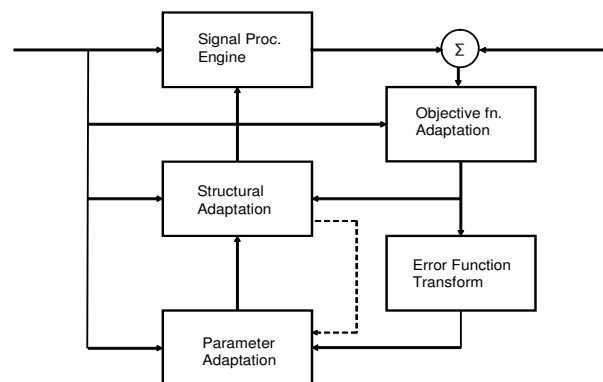 Signal Proc.
Engine
Σ
Objective fn.
Adaptation
Structural
Adaptation
Error Function
Transform
Parameter
Adaptation